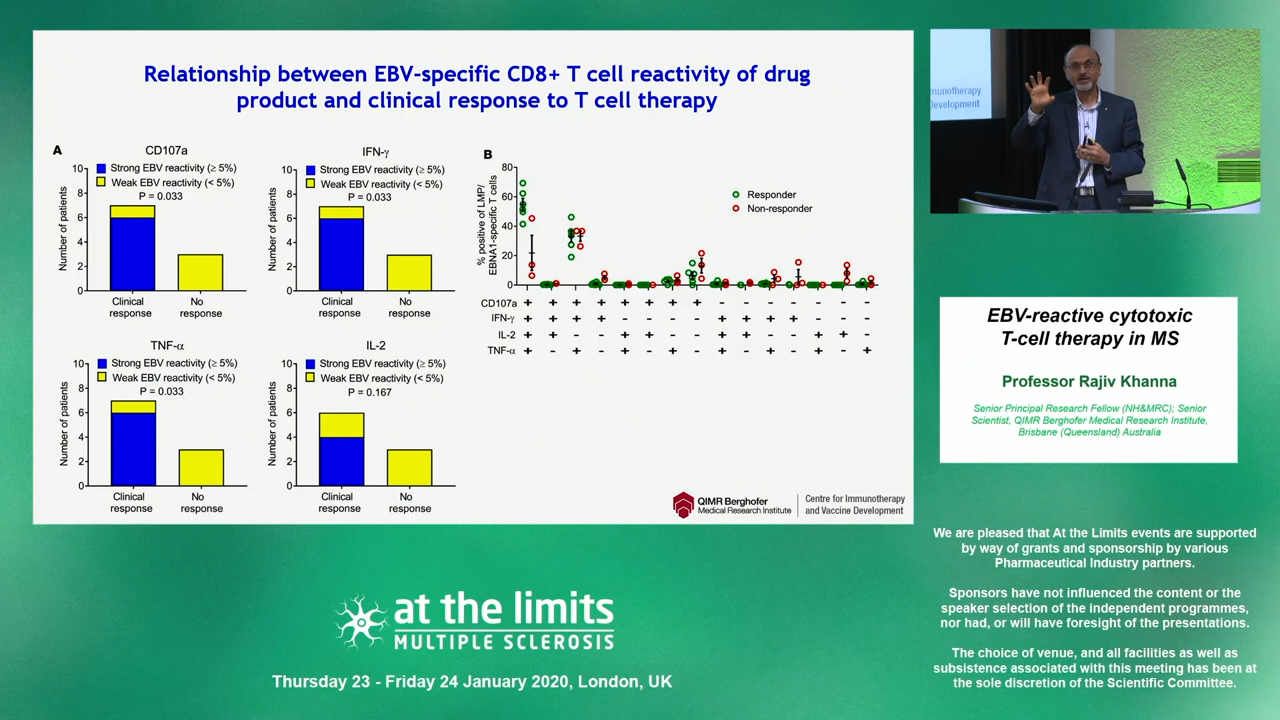 Relationship between EBV-specific CD8+ T cell reactivity of drug
product and clinical response to T cell therapy
A
CD107a
Strong EBV reactivity (≥ 5%)
Weak EBV reactivity (< 5%)
P = 0.033
Number of patients
10
8
6
4
2
0
Clinical
response
No
response
IFN-γ
Strong EBV reactivity (≥ 5%)
Weak EBV reactivity (< 5%)
P = 0.033
Number of patients
10
8
6
4
2
0
Clinical
response
No
response
TNF-α
Strong EBV reactivity (≥ 5%)
Weak EBV reactivity (< 5%)
P = 0.033
Number of patients
10
8
6
4
2
0
Clinical
response
No
response
IL-2
Strong EBV reactivity (≥ 5%)
Weak EBV reactivity (< 5%)
P = 0.167
Number of patients
10
8
6
4
2
0
Clinical
response
No
response
B
% positive of LMP/
EBNA1-specific T cells
80
60
40
20
0
Responder
Non-responder
CD107a + + + + + + + + - - - - - - -
IFN-γ + + + + - - - - + + + + - - -
IL-2 + + - - + + - - + + - - + + -
TNF-α + - + - + - + - + - + - + - +
QIMR Berghofer
Medical Research Institute
Centre for Immunotherapy
and Vaccine Development
munotherapy
Development
EBV-reactive cytotoxic
T-cell therapy in MS
Professor Rajiv Khanna
Senior Principal Research Fellow (NH&MRC); Senior
Scientist, QIMR Berghofer Medical Research Institute,
Brisbane (Queensland) Australia
We are pleased that At the Limits events are supported
by way of grants and sponsorship by various
Pharmaceutical Industry partners.
Sponsors have not influenced the content or the
speaker selection of the independent programmes,
nor had, or will have foresight of the presentations.
The choice of venue, and all facilities as well as
subsistence associated with this meeting has been at
the sole discretion of the Scientific Committee.
at the limits
MULTIPLE SCLEROSIS
Thursday 23 - Friday 24 January 2020, London, UK